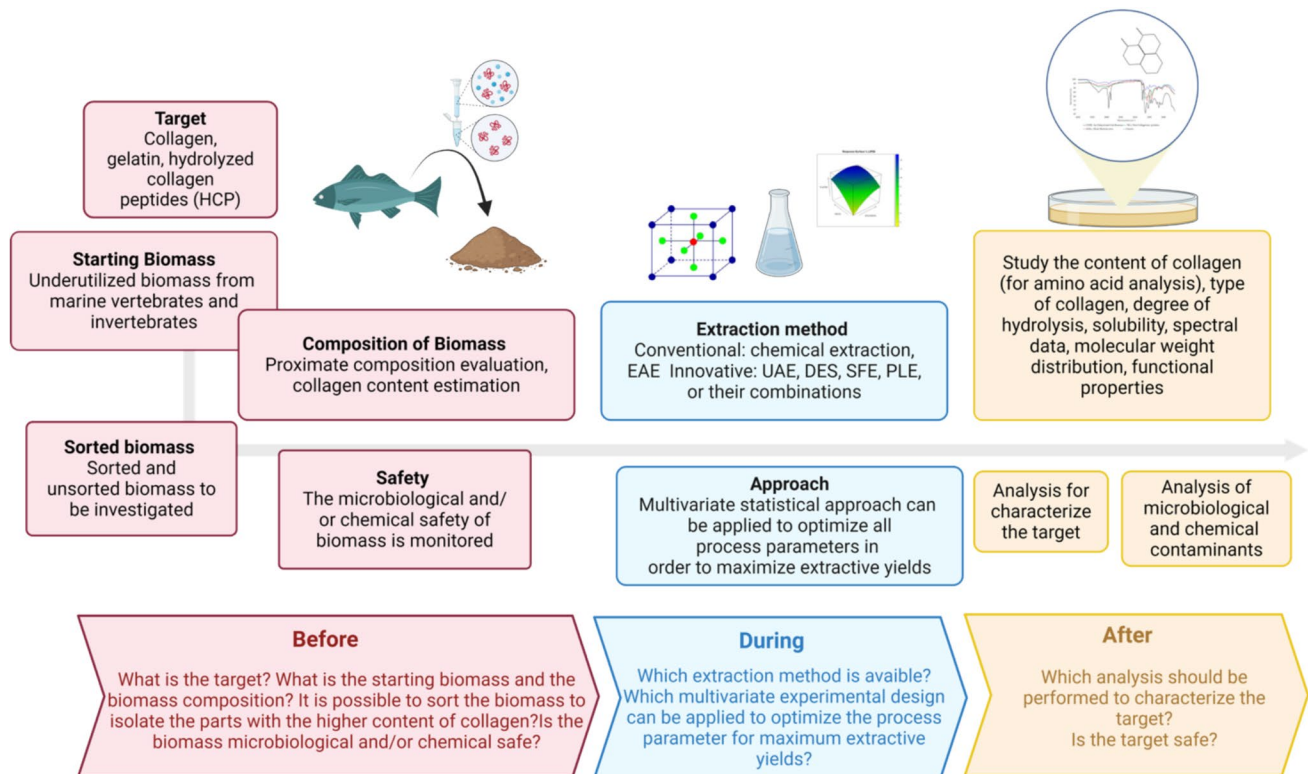 Target
Collagen,
gelatin, hydrolyzed
collagen
peptides (HCP)
Starting Biomass
Underutilized biomass from
marine vertebrates and
invertebrates
Composition of Biomass
Proximate composition evaluation,
collagen content estimation
Sorted biomass
Sorted and
unsorted biomass to
be investigated
Safety
The microbiological and/
or chemical safety of
biomass is monitored
Extraction method
Conventional: chemical extraction,
EAE Innovative: UAE, DES, SFE, PLE,
or their combinations
Approach
Multivariate statistical approach can
be applied to optimize all
process parameters in
order to maximize extractive yields
Study the content of collagen
(for amino acid analysis), type
of collagen, degree of
hydrolysis, solubility, spectral
data, molecular weight
distribution, functional
properties
Analysis for
characterize
the target
Analysis of
microbiological
and chemical
contaminants
Before
What is the target? What is the starting biomass and the
biomass composition? It is possible to sort the biomass to
isolate the parts with the higher content of collagen?Is the
biomass microbiological and/or chemical safe?
During
Which extraction method is avaible?
Which multivariate experimental design
can be applied to optimize the process
parameter for maximum extractive
yields?
After
Which analysis should be
performed to characterize the
target?
Is the target safe?